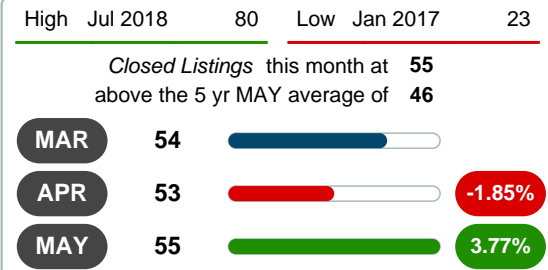 High Jul 2018 80 Low Jan 2017 23
Closed Listings this month at 55
above the 5 yr MAY average of 46
MAR 54
APR 53 -1.85%
MAY 55 3.77%